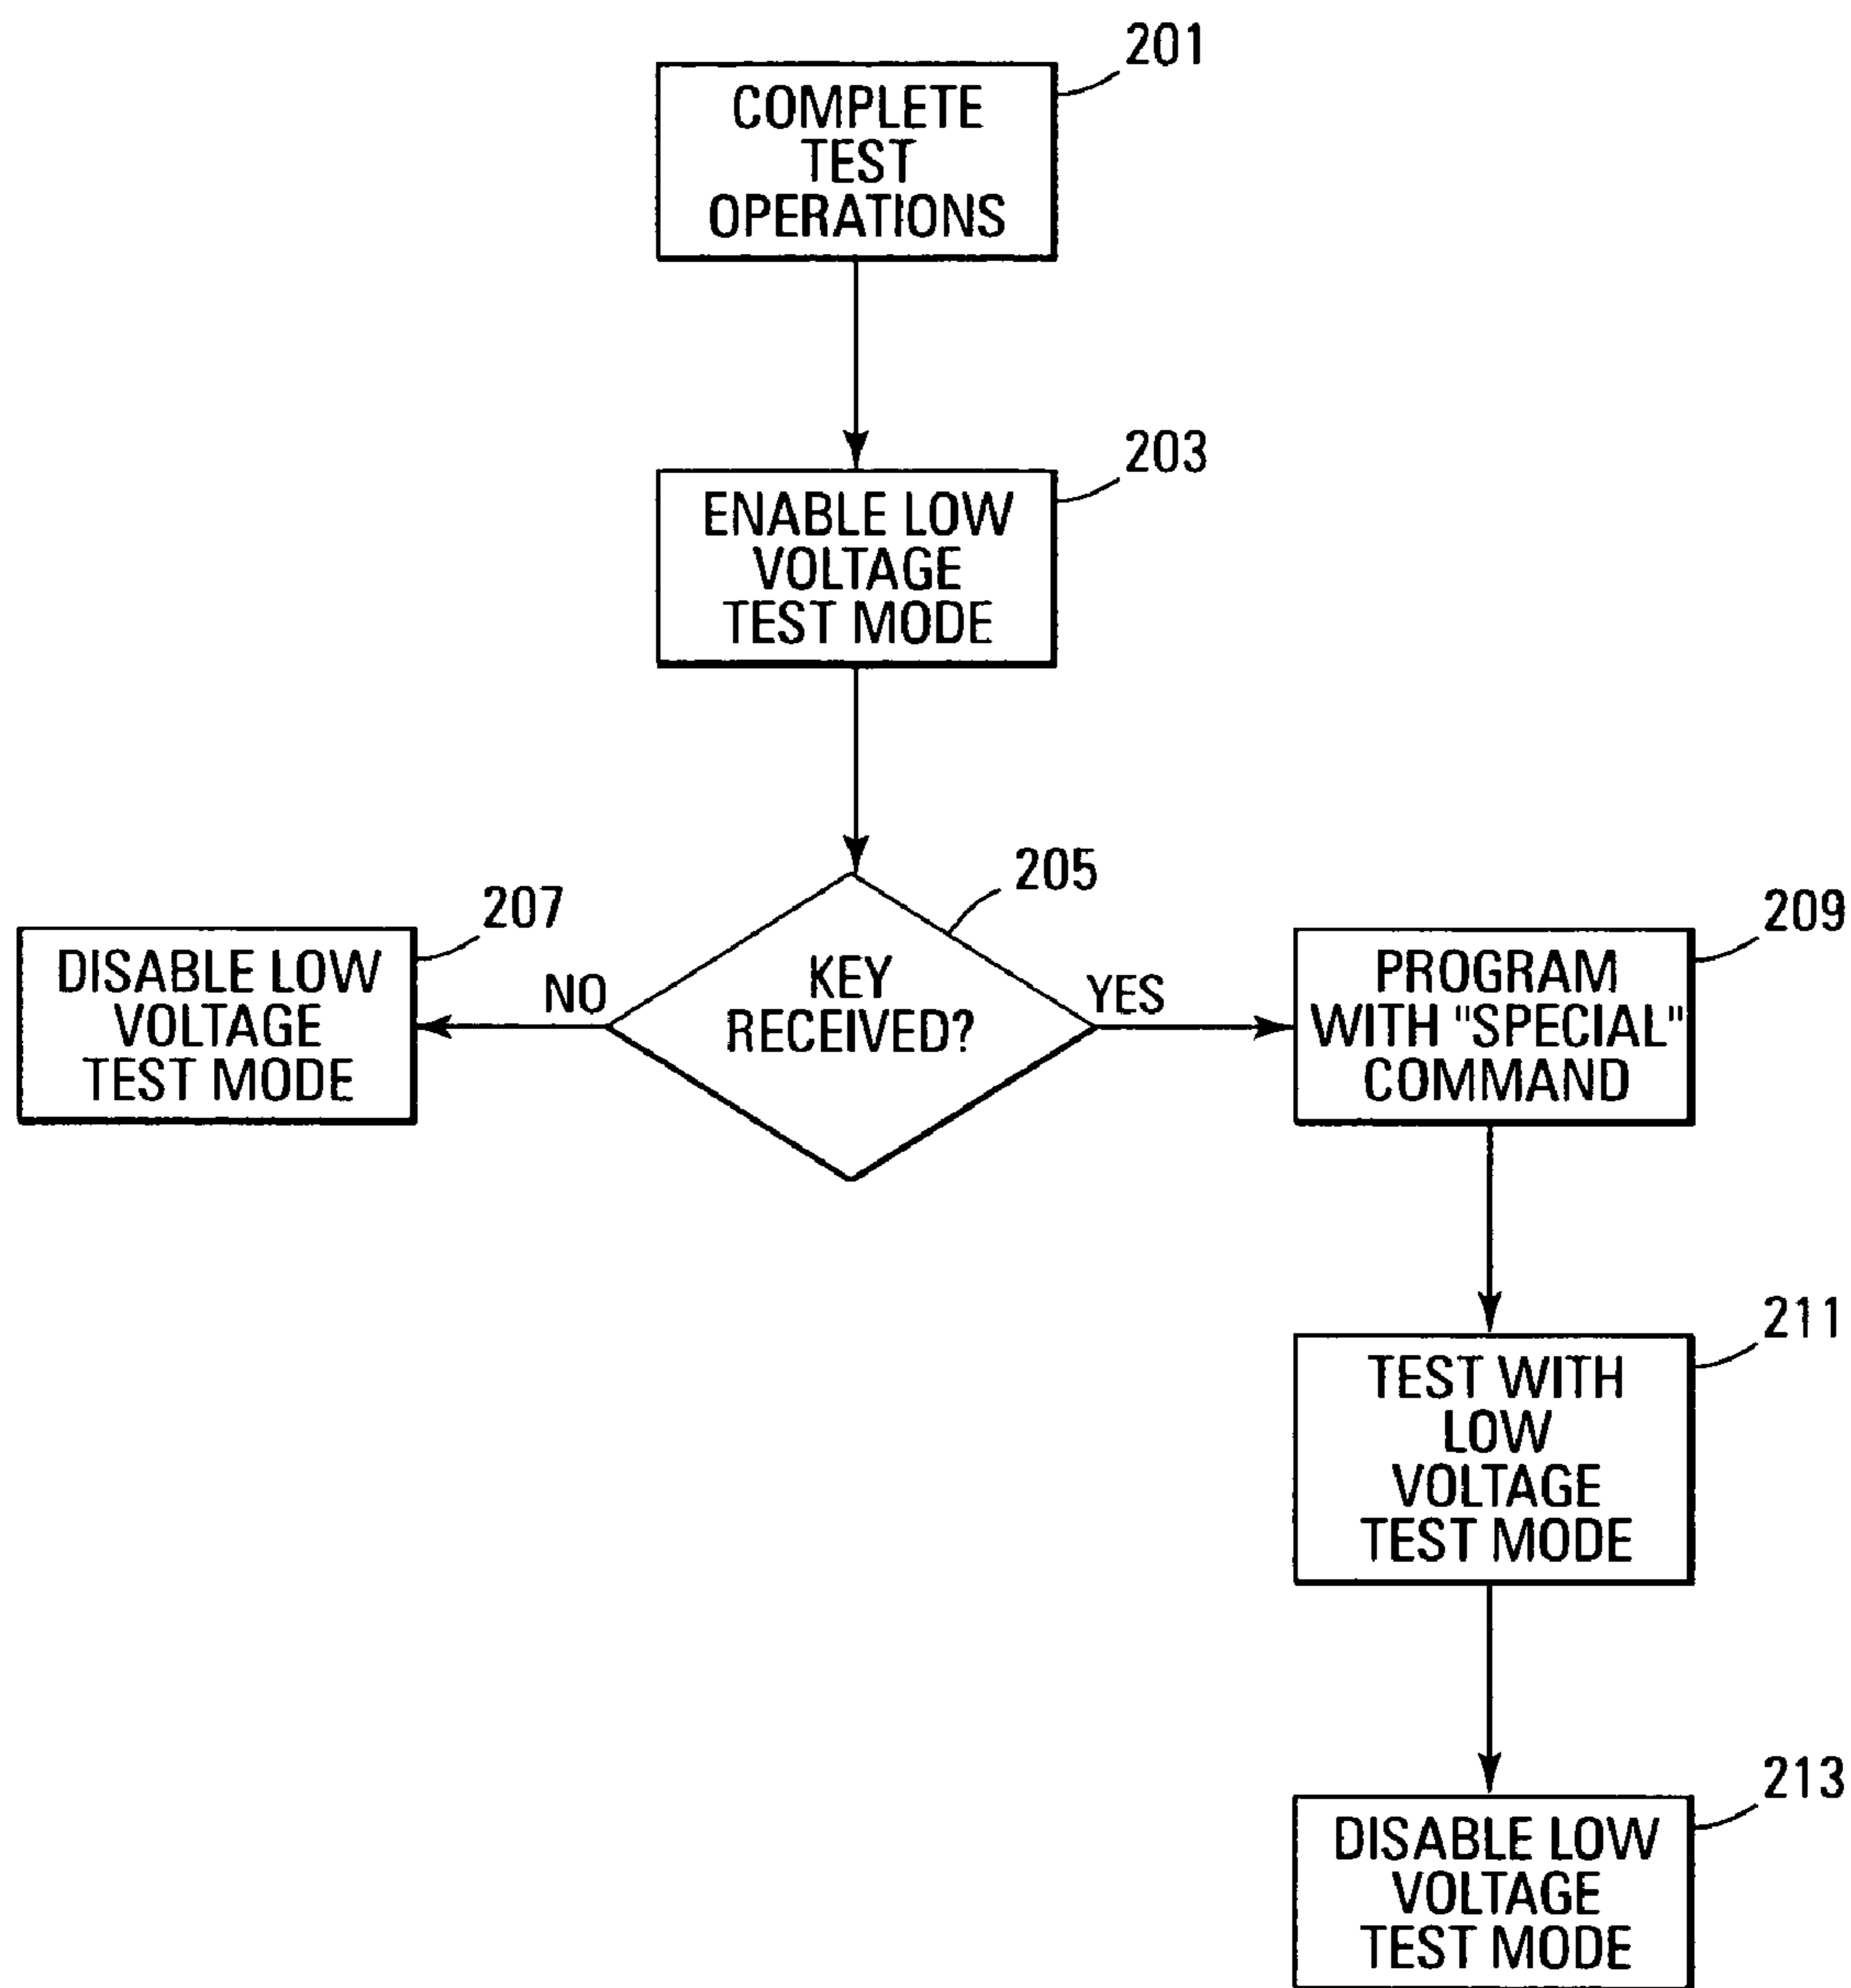 201
COMPLETE
TEST
OPERATIONS
203
ENABLE LOW
VOLTAGE
TEST MODE
205
KEY
RECEIVED?
NO
YES
207
DISABLE LOW
VOLTAGE
TEST MODE
209
PROGRAM
WITH "SPECIAL"
COMMAND
211
TEST WITH
LOW
VOLTAGE
TEST MODE
213
DISABLE LOW
VOLTAGE
TEST MODE